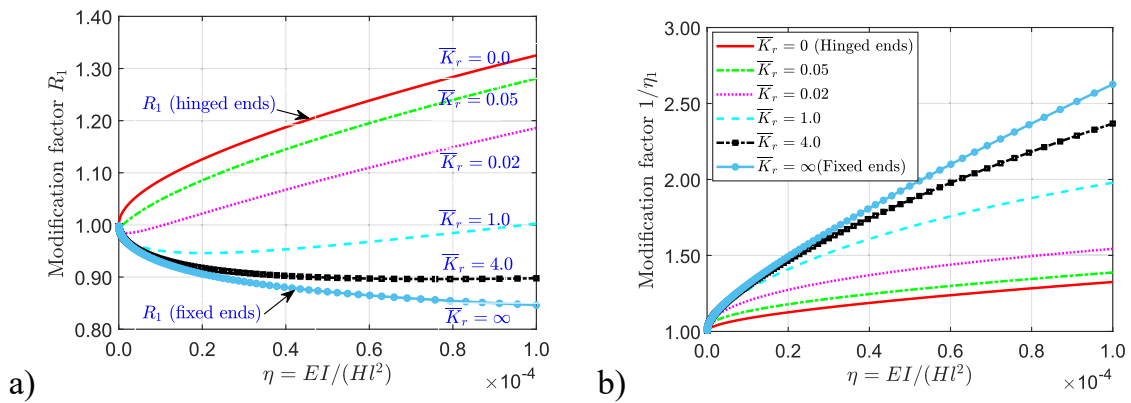 1.40
1.30
1.20
1.10
1.00
0.90
0.80
Modification factor R₁
K̅ᵣ = 0.0
R₁ (hinged ends)
K̅ᵣ = 0.05
K̅ᵣ = 0.02
K̅ᵣ = 1.0
K̅ᵣ = 4.0
R₁ (fixed ends)
K̅ᵣ = ∞
0.0 0.2 0.4 0.6 0.8 1.0
η = EI/(Hl²)
×10⁻⁴
a)
3.00
2.50
2.00
1.50
1.00
Modification factor 1/η₁
K̅ᵣ = 0 (Hinged ends)
K̅ᵣ = 0.05
K̅ᵣ = 0.02
K̅ᵣ = 1.0
K̅ᵣ = 4.0
K̅ᵣ = ∞(Fixed ends)
0.0 0.2 0.4 0.6 0.8 1.0
η = EI/(Hl²)
×10⁻⁴
b)